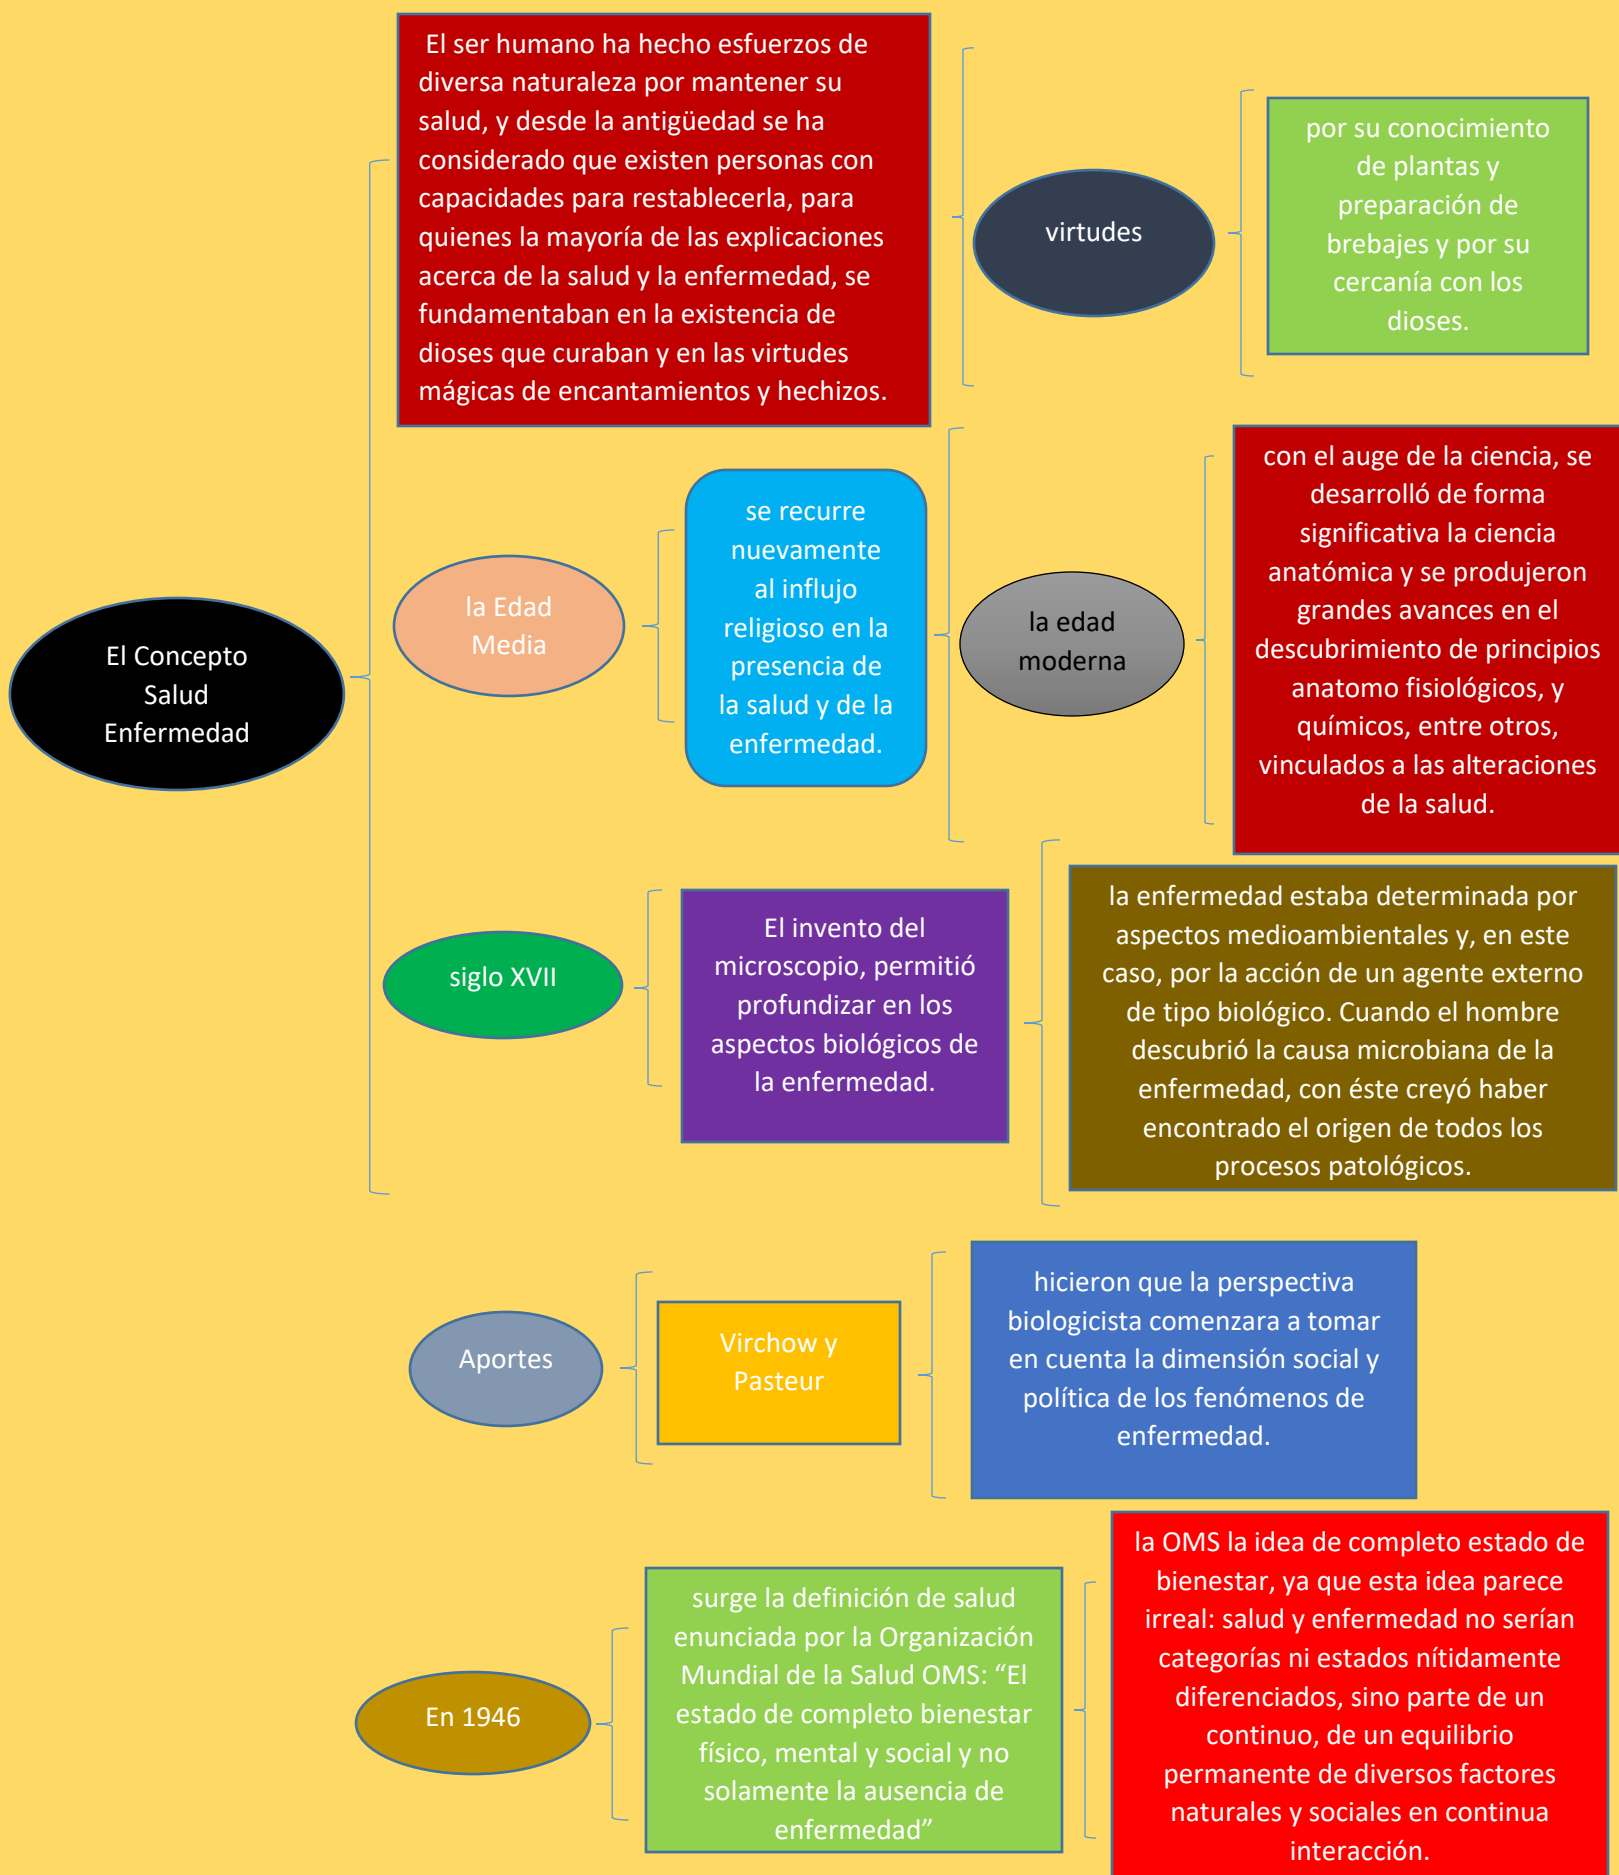 El Concepto
Salud
Enfermedad
El ser humano ha hecho esfuerzos de
diversa naturaleza por mantener su
salud, y desde la antigüedad se ha
considerado que existen personas con
capacidades para restablecerla, para
quienes la mayoría de las explicaciones
acerca de la salud y la enfermedad, se
fundamentaban en la existencia de
dioses que curaban y en las virtudes
mágicas de encantamientos y hechizos.
virtudes
por su conocimiento
de plantas y
preparación de
brebajes y por su
cercanía con los
dioses.
la Edad
Media
se recurre
nuevamente
al influjo
religioso en la
presencia de
la salud y de la
enfermedad.
la edad
moderna
con el auge de la ciencia, se
desarrolló de forma
significativa la ciencia
anatómica y se produjeron
grandes avances en el
descubrimiento de principios
anatomo fisiológicos, y
químicos, entre otros,
vinculados a las alteraciones
de la salud.
siglo XVII
El invento del
microscopio, permitió
profundizar en los
aspectos biológicos de
la enfermedad.
la enfermedad estaba determinada por
aspectos medioambientales y, en este
caso, por la acción de un agente externo
de tipo biológico. Cuando el hombre
descubrió la causa microbiana de la
enfermedad, con éste creyó haber
encontrado el origen de todos los
procesos patológicos.
Aportes
Virchow y
Pasteur
hicieron que la perspectiva
biologicista comenzara a tomar
en cuenta la dimensión social y
política de los fenómenos de
enfermedad.
En 1946
surge la definición de salud
enunciada por la Organización
Mundial de la Salud OMS: “El
estado de completo bienestar
físico, mental y social y no
solamente la ausencia de
enfermedad”
la OMS la idea de completo estado de
bienestar, ya que esta idea parece
irreal: salud y enfermedad no serían
categorías ni estados nítidamente
diferenciados, sino parte de un
continuo, de un equilibrio
permanente de diversos factores
naturales y sociales en continua
interacción.